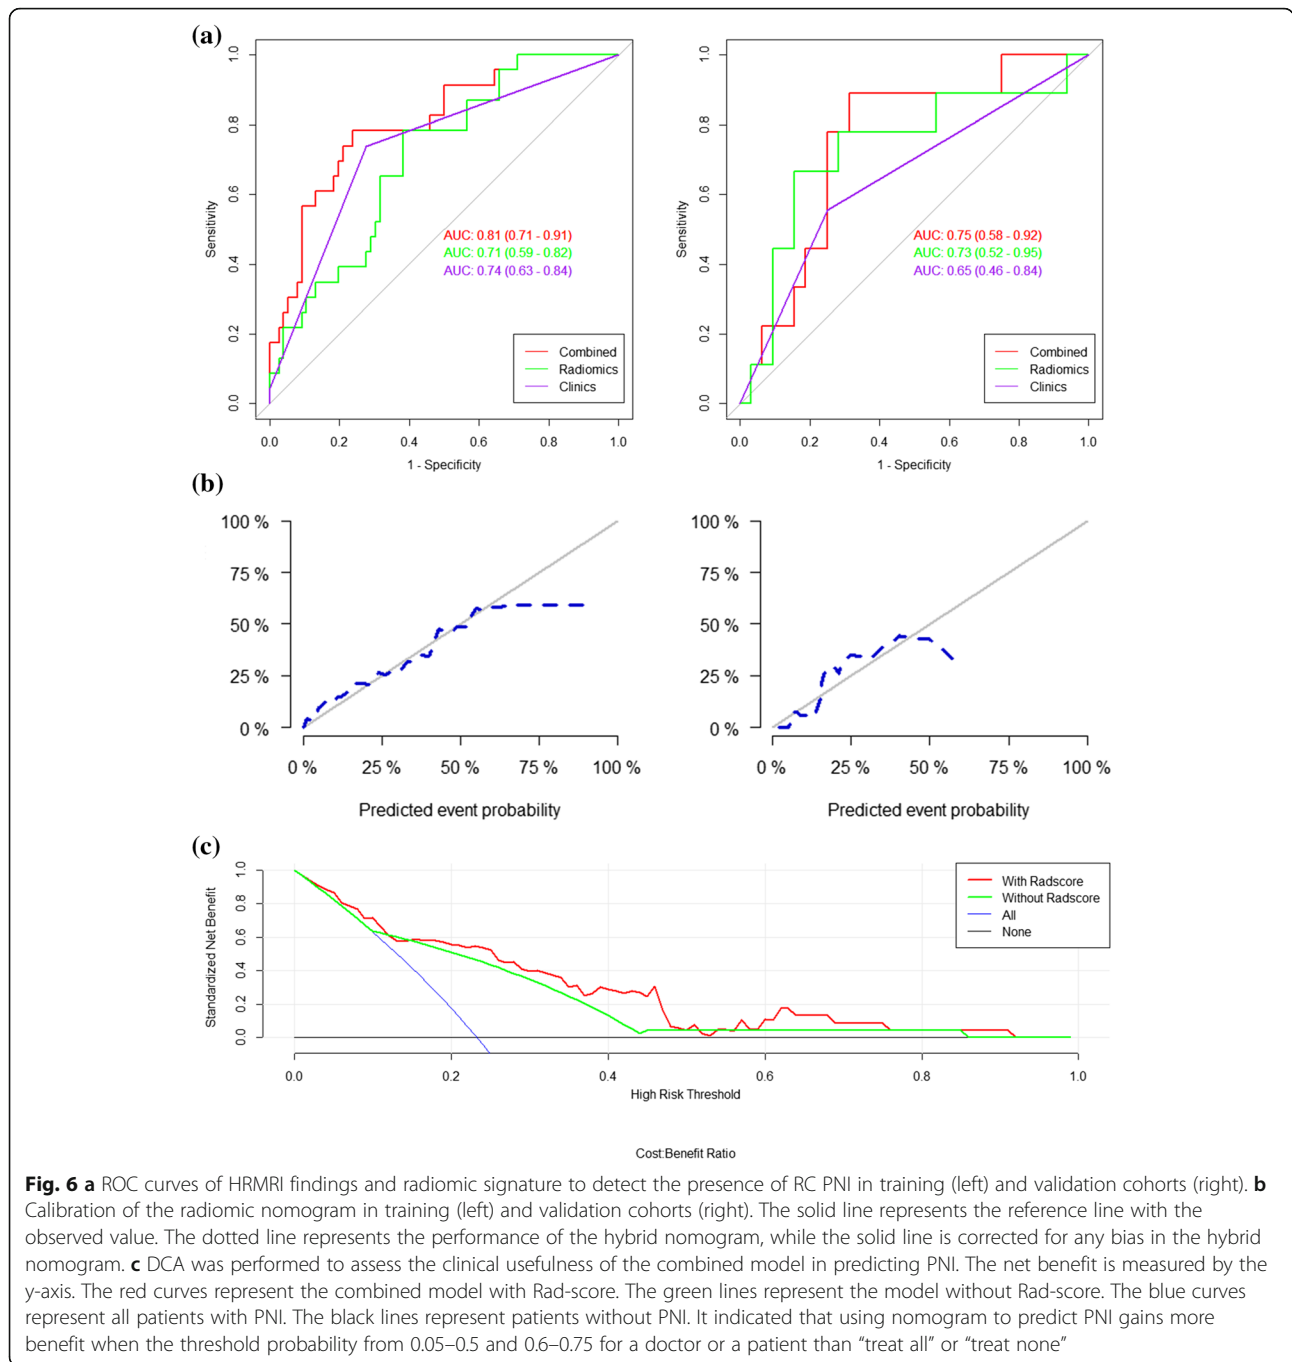 (a)
1.0
0.8
0.6
0.4
0.2
0.0
Sensitivity
AUC: 0.81 (0.71 - 0.91)
AUC: 0.71 (0.59 - 0.82)
AUC: 0.74 (0.63 - 0.84)
Combined
Radiomics
Clinics
0.0 0.2 0.4 0.6 0.8 1.0
1 - Specificity
1.0
0.8
0.6
0.4
0.2
0.0
Sensitivity
AUC: 0.75 (0.58 - 0.92)
AUC: 0.73 (0.52 - 0.95)
AUC: 0.65 (0.46 - 0.84)
Combined
Radiomics
Clinics
0.0 0.2 0.4 0.6 0.8 1.0
1 - Specificity
(b)
100 %
75 %
50 %
25 %
0 %
0 % 25 % 50 % 75 % 100 %
Predicted event probability
100 %
75 %
50 %
25 %
0 %
0 % 25 % 50 % 75 % 100 %
Predicted event probability
(c)
1.0
0.8
0.6
0.4
0.2
0.0
Standardized Net Benefit
With Radscore
Without Radscore
All
None
0.0 0.2 0.4 0.6 0.8 1.0
High Risk Threshold
Cost:Benefit Ratio
Fig. 6 a ROC curves of HRMRI findings and radiomic signature to detect the presence of RC PNI in training (left) and validation cohorts (right). b
Calibration of the radiomic nomogram in training (left) and validation cohorts (right). The solid line represents the reference line with the
observed value. The dotted line represents the performance of the hybrid nomogram, while the solid line is corrected for any bias in the hybrid
nomogram. c DCA was performed to assess the clinical usefulness of the combined model in predicting PNI. The net benefit is measured by the
y-axis. The red curves represent the combined model with Rad-score. The green lines represent the model without Rad-score. The blue curves
represent all patients with PNI. The black lines represent patients without PNI. It indicated that using nomogram to predict PNI gains more
benefit when the threshold probability from 0.05–0.5 and 0.6–0.75 for a doctor or a patient than “treat all” or “treat none”